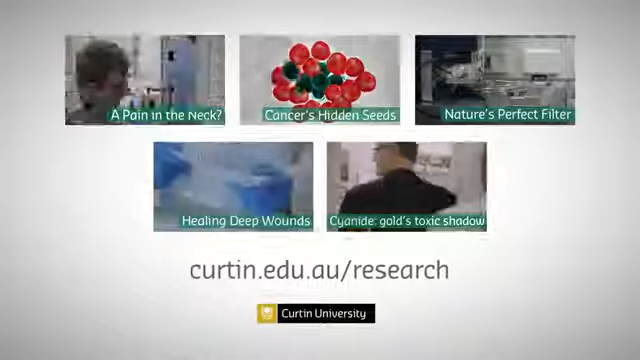 A Pain in the Neck?
Cancer's Hidden Seeds
Nature's Perfect Filter
Healing Deep Wounds
Cyanide: gold's toxic shadow
curtin.edu.au/research
Curtin University